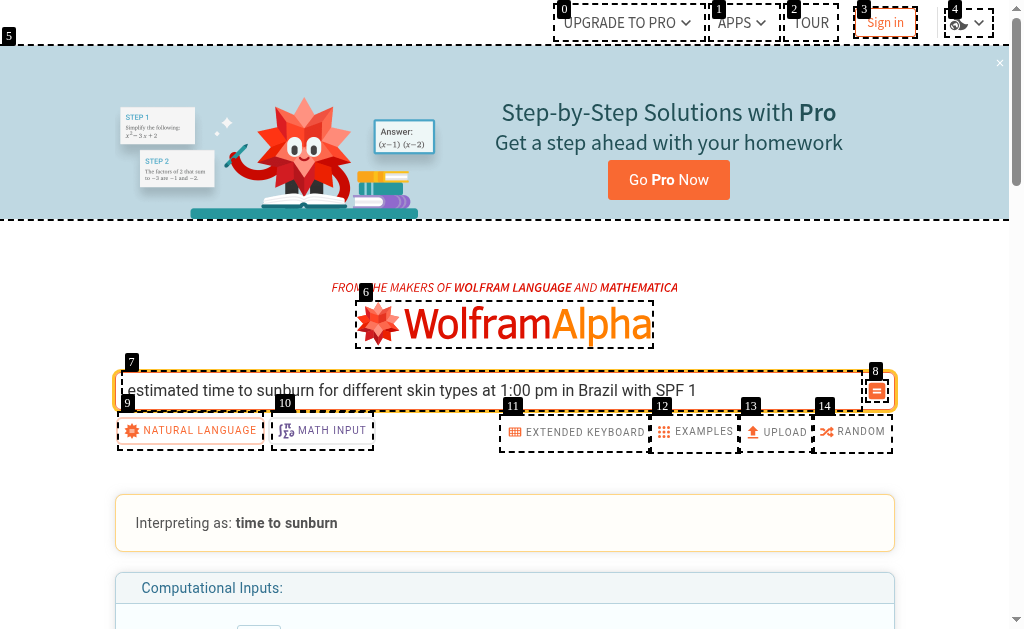 0
UPGRADE TO PRO
1
APPS
2
TOUR
3
Sign in
4
5
×
STEP 1
Simplify the following:
x² − 3 x + 2
STEP 2
The factors of 2 that sum
to −3 are −1 and −2.
Answer:
(x−1) (x−2)
Step-by-Step Solutions with Pro
Get a step ahead with your homework
Go Pro Now
FROM THE MAKERS OF WOLFRAM LANGUAGE AND MATHEMATICA
6
WolframAlpha
7
estimated time to sunburn for different skin types at 1:00 pm in Brazil with SPF 1
8
=
9
NATURAL LANGUAGE
10
MATH INPUT
11
EXTENDED KEYBOARD
12
EXAMPLES
13
UPLOAD
14
RANDOM
Interpreting as: time to sunburn
Computational Inputs: